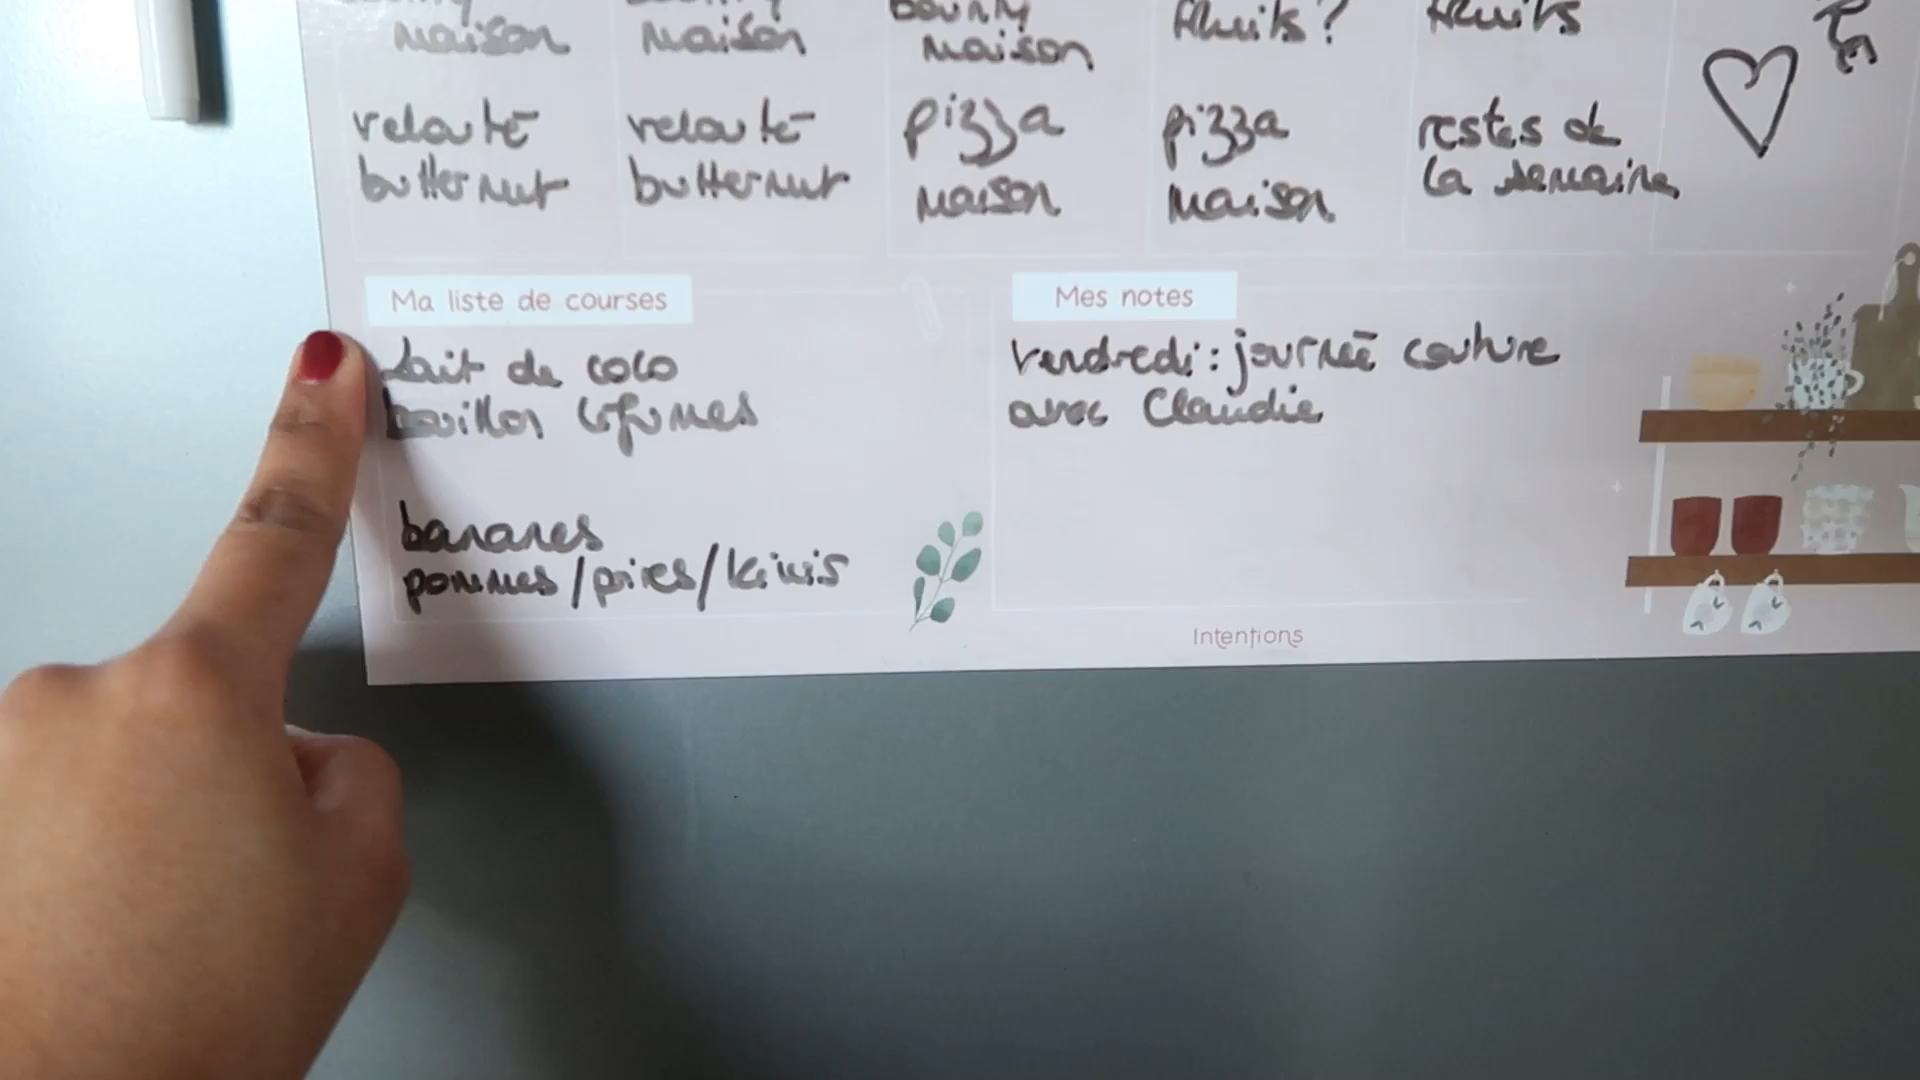 bounty
maison
maison
maison
fruits ?
fruits
velouté
butternut
velouté
butternut
pizza
maison
pizza
maison
restes de
la semaine
Ma liste de courses
lait de coco
bouillon légumes
bananes
pommes/poires/kiwis
Mes notes
vendredi : journée couture
avec Claudie
Intentions